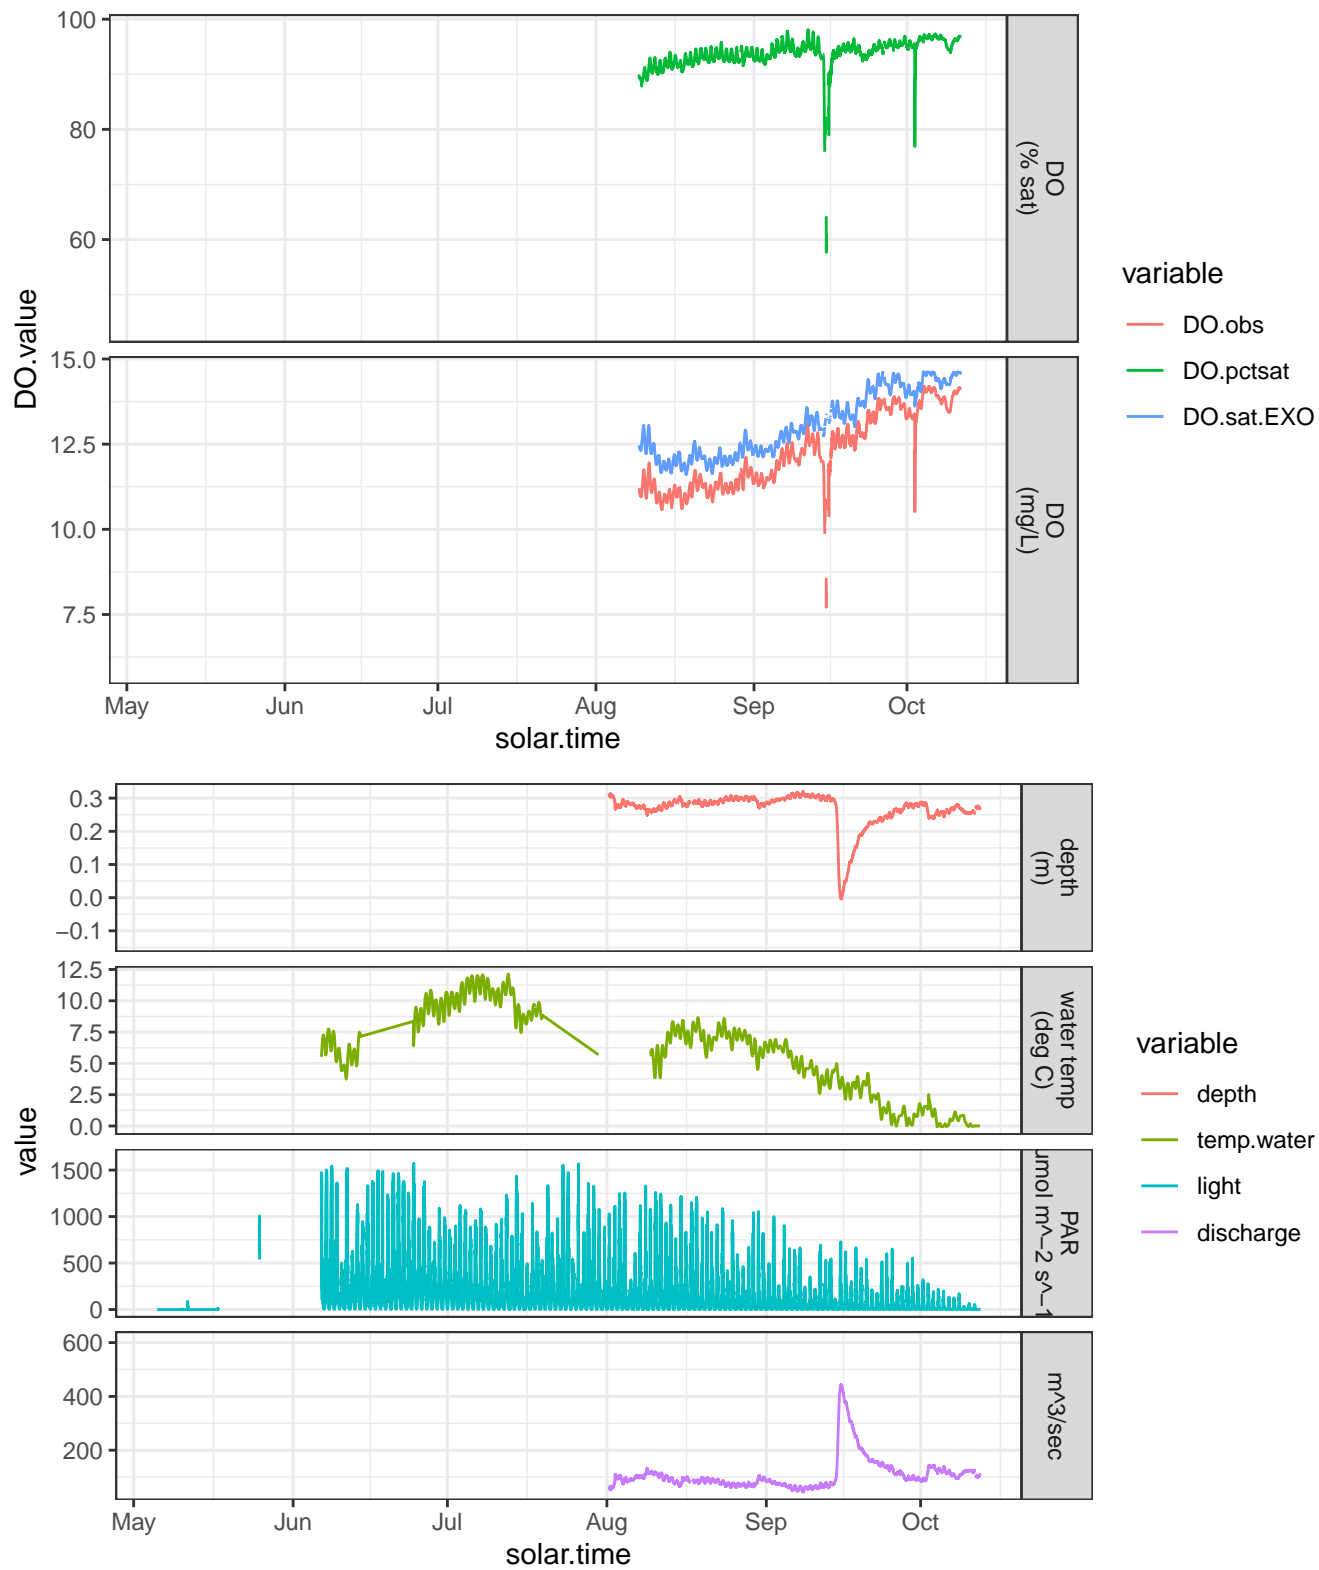 100
80
60
DO
(% sat)
15.0
12.5
10.0
7.5
DO
(mg/L)
DO.value
May Jun Jul Aug Sep Oct
solar.time
variable
DO.obs
DO.pctsat
DO.sat.EXO
0.3
0.2
0.1
0.0
−0.1
depth
(m)
12.5
10.0
7.5
5.0
2.5
0.0
water temp
(deg C)
1500
1000
500
0
PAR
umol m^−2 s^−1
600
400
200
m^3/sec
value
May Jun Jul Aug Sep Oct
solar.time
variable
depth
temp.water
light
discharge